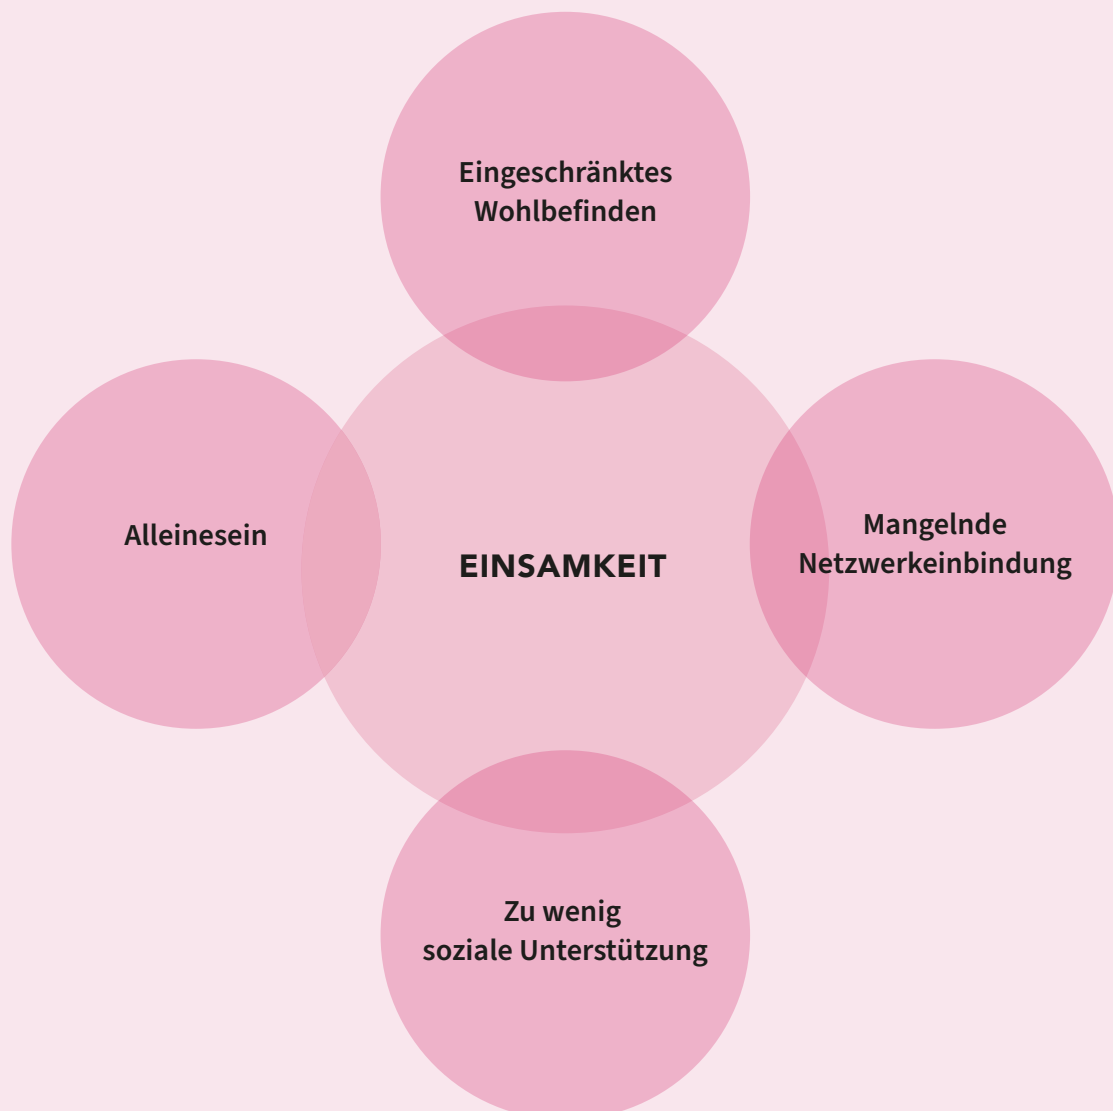 Eingeschränktes
Wohlbefinden
Alleinesein
EINSAMKEIT
Mangelnde
Netzwerkeinbindung
Zu wenig
soziale Unterstützung